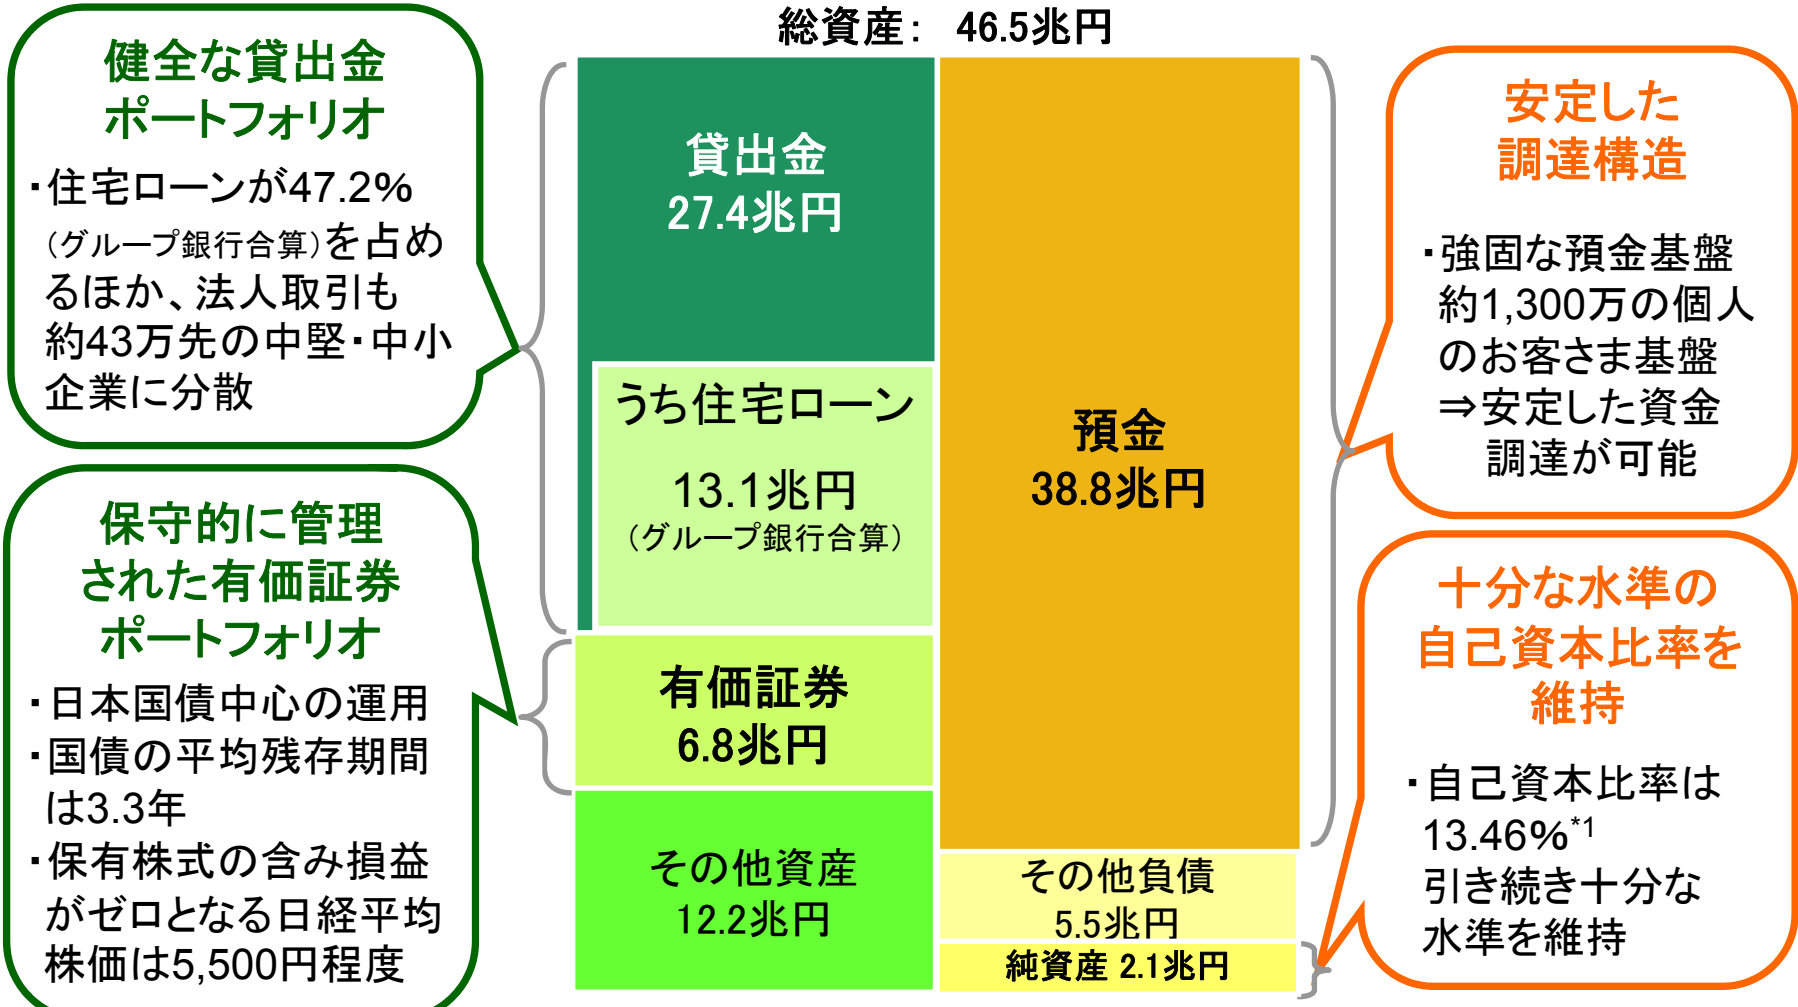 総資産： 46.5兆円
健全な貸出金
ポートフォリオ
・住宅ローンが47.2%
（グループ銀行合算）を占め
るほか、法人取引も
約43万先の中堅・中小
企業に分散
保守的に管理
された有価証券
ポートフォリオ
・日本国債中心の運用
・国債の平均残存期間
は3.3年
・保有株式の含み損益
がゼロとなる日経平均
株価は5,500円程度
貸出金
27.4兆円
うち住宅ローン
13.1兆円
（グループ銀行合算）
有価証券
6.8兆円
その他資産
12.2兆円
預金
38.8兆円
その他負債
5.5兆円
純資産 2.1兆円
安定した
調達構造
・強固な預金基盤
約1,300万の個人
のお客さま基盤
⇒安定した資金
調達が可能
十分な水準の
自己資本比率を
維持
・自己資本比率は
13.46%*1
引き続き十分な
水準を維持